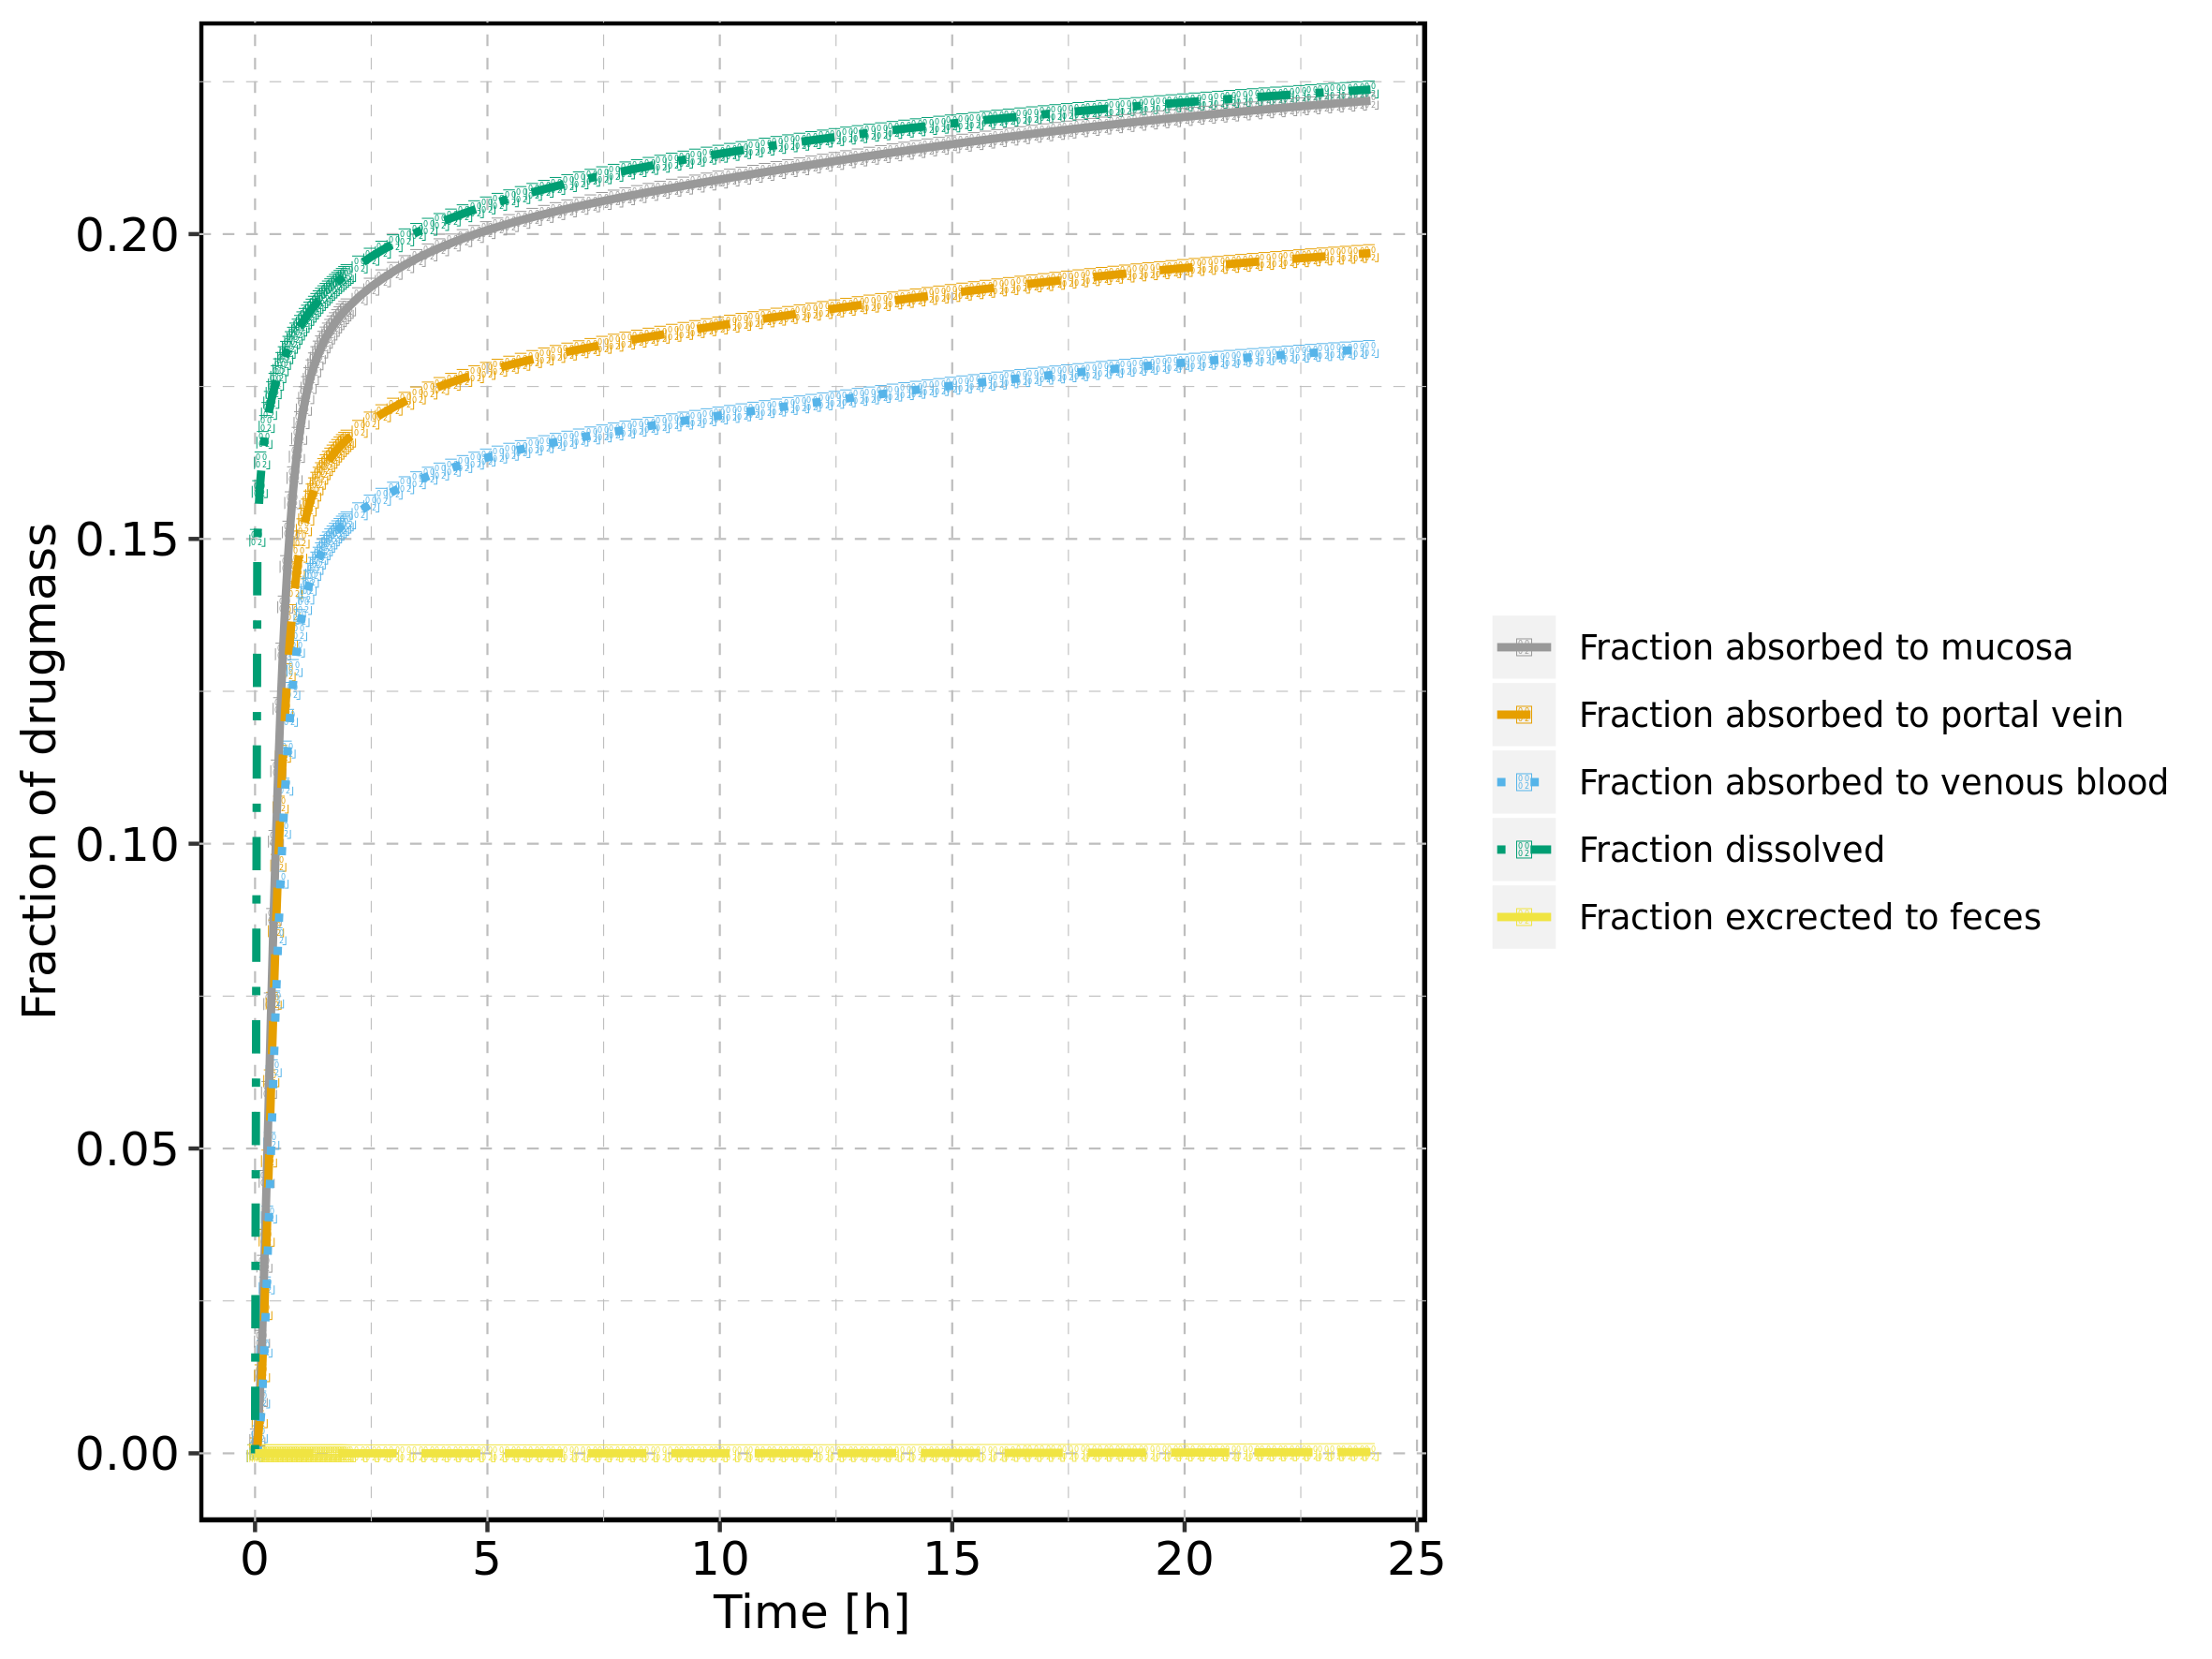 Fraction of drugmass
0.20
0.15
0.10
0.05
0.00
0 5 10 15 20 25
Time [h]
Fraction absorbed to mucosa
Fraction absorbed to portal vein
Fraction absorbed to venous blood
Fraction dissolved
Fraction excrected to feces